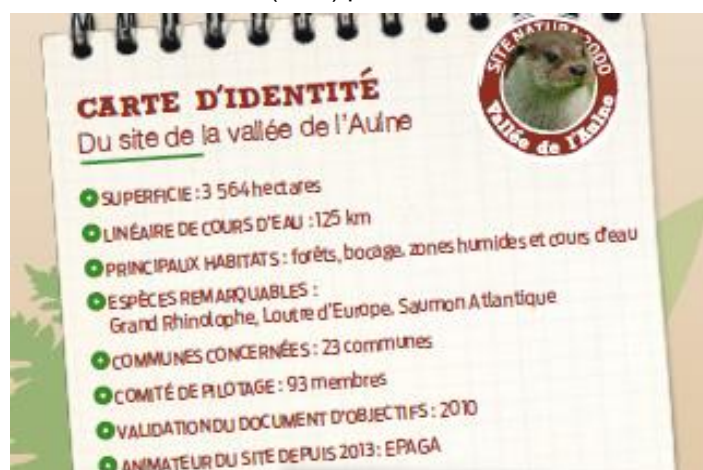 SITE NATURA 2000
Vallée de l'Aulne
CARTE D'IDENTITÉ
Du site de la vallée de l'Aulne
SUPERFICIE : 3 564 hectares
LINÉAIRE DE COURS D'EAU : 125 km
PRINCIPAUX HABITATS : forêts, bocage, zones humides et cours d'eau
ESPÈCES REMARQUABLES :
Grand Rhinolophe, Loutre d'Europe, Saumon Atlantique
COMMUNES CONCERNÉES : 23 communes
COMITÉ DE PILOTAGE : 93 membres
VALIDATION DU DOCUMENT D'OBJECTIFS : 2010
ANIMATEUR DU SITE DEPUIS 2013 : EPAGA